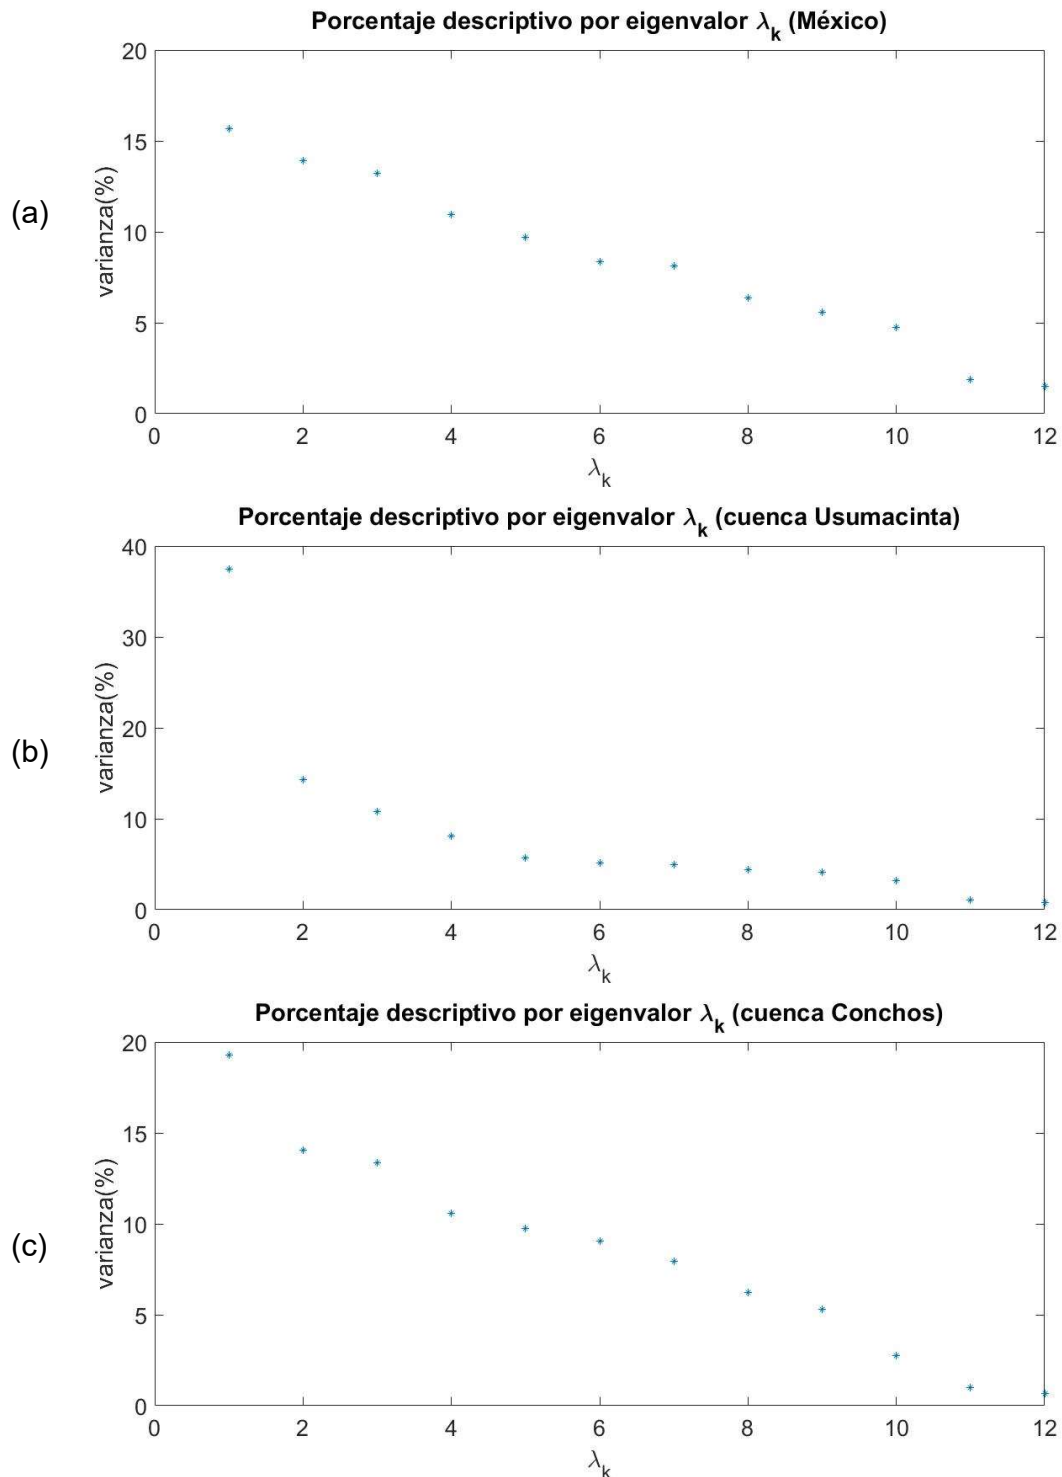 Porcentaje descriptivo por eigenvalor λk (México)
(a)
varianza(%)
20
15
10
5
0
0 2 4 6 8 10 12
λk
Porcentaje descriptivo por eigenvalor λk (cuenca Usumacinta)
(b)
varianza(%)
40
30
20
10
0
0 2 4 6 8 10 12
λk
Porcentaje descriptivo por eigenvalor λk (cuenca Conchos)
(c)
varianza(%)
20
15
10
5
0
0 2 4 6 8 10 12
λk